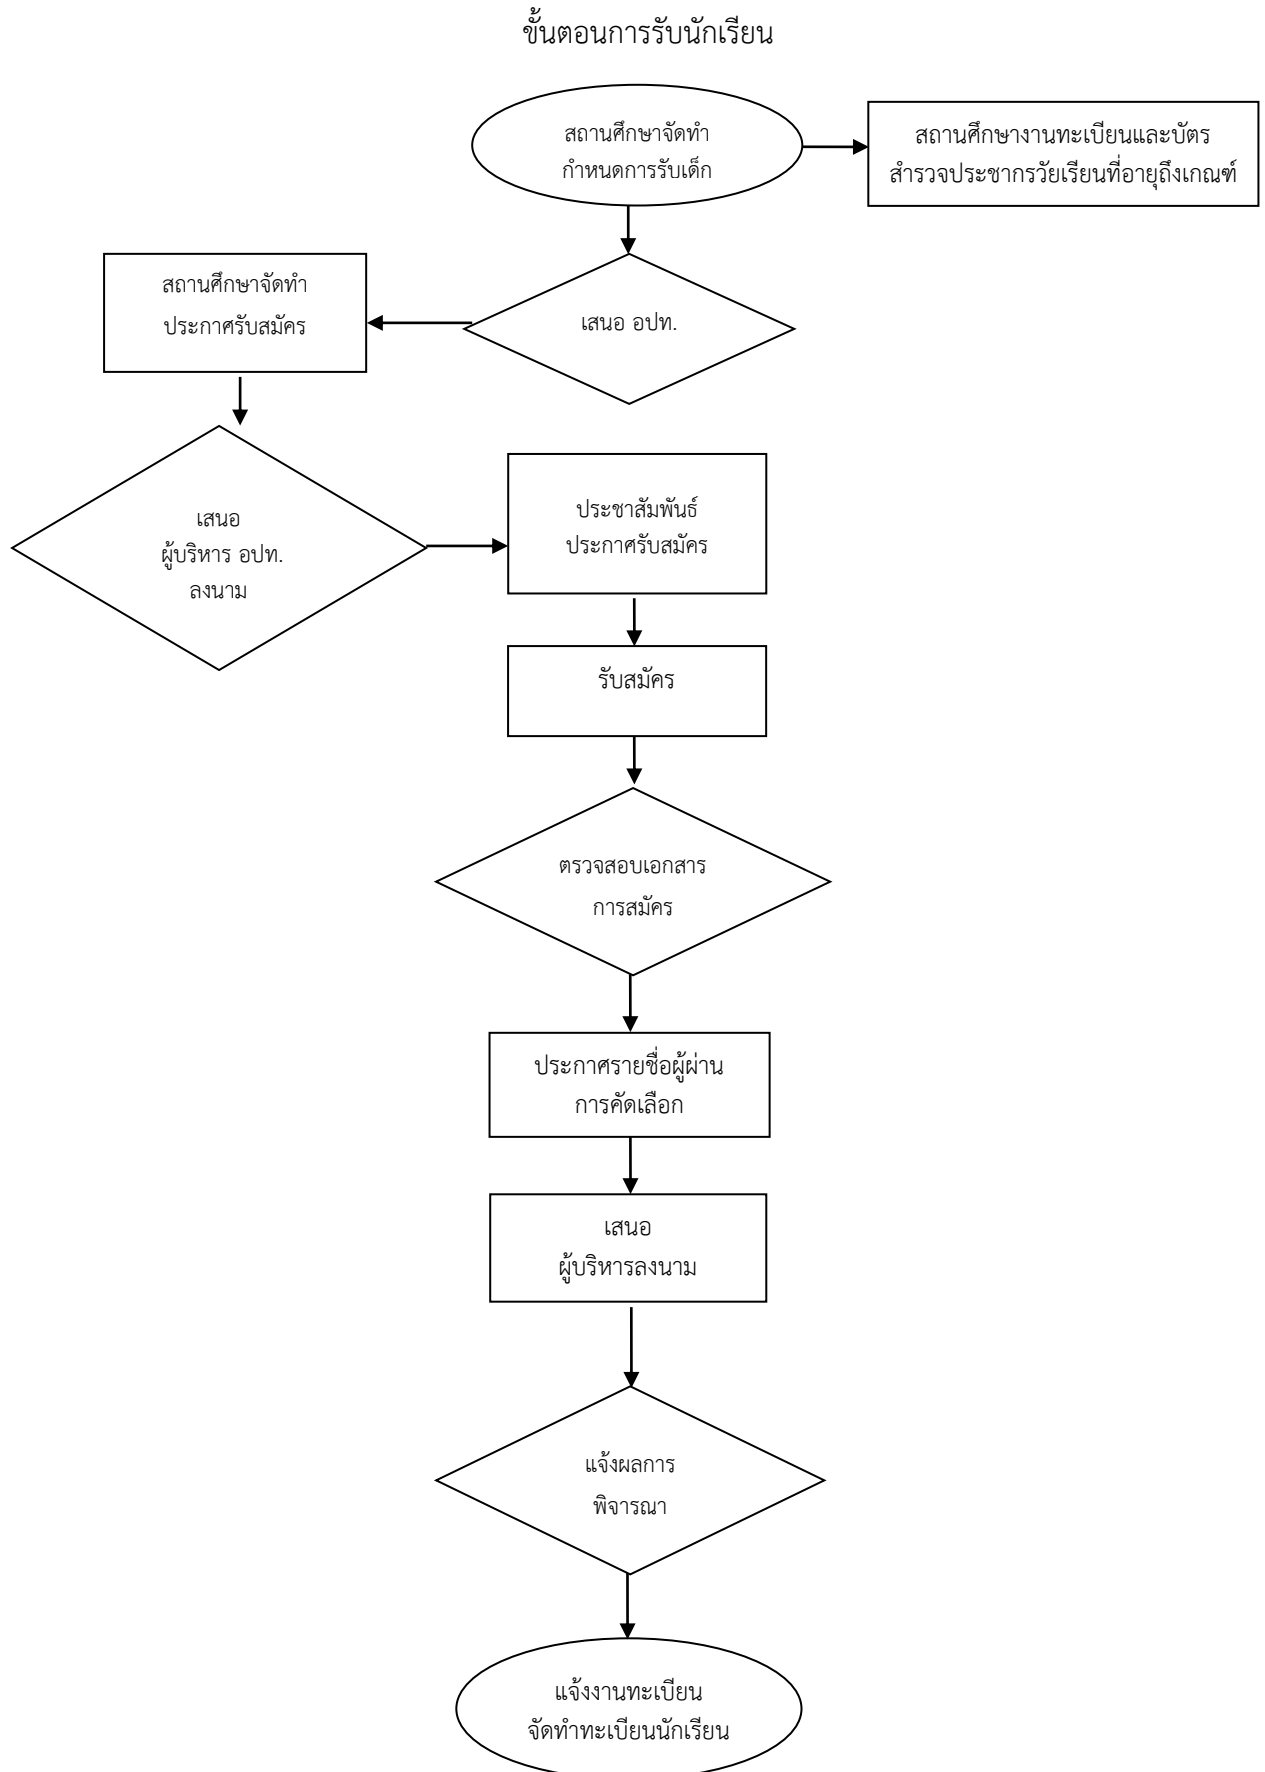 ขั้นตอนการรับนักเรียน
สถานศึกษาจัดทำ
กำหนดการรับเด็ก
สถานศึกษางานทะเบียนและบัตร
สำรวจประชากรวัยเรียนที่อายุถึงเกณฑ์
เสนอ อปท.
สถานศึกษาจัดทำ
ประกาศรับสมัคร
เสนอ
ผู้บริหาร อปท.
ลงนาม
ประชาสัมพันธ์
ประกาศรับสมัคร
รับสมัคร
ตรวจสอบเอกสาร
การสมัคร
ประกาศรายชื่อผู้ผ่าน
การคัดเลือก
เสนอ
ผู้บริหารลงนาม
แจ้งผลการ
พิจารณา
แจ้งงานทะเบียน
จัดทำทะเบียนนักเรียน